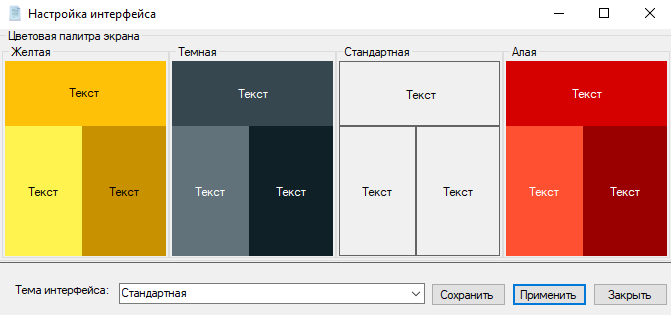 Настройка интерфейса
Цветовая палитра экрана
Желтая Темная Стандартная Алая
Текст Текст Текст Текст
Текст Текст Текст Текст Текст Текст Текст Текст
Тема интерфейса: Стандартная Сохранить Применить Закрыть